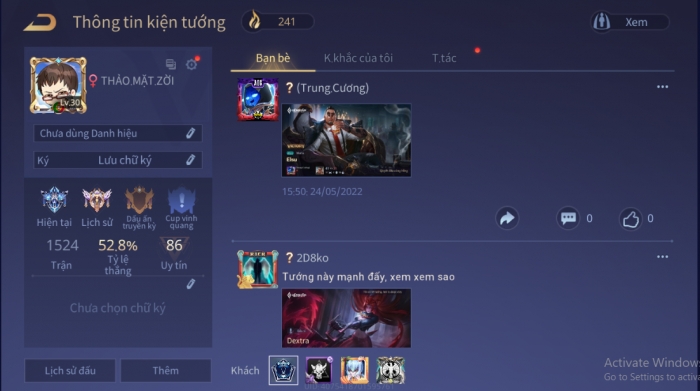 Thông tin kiện tướng
241
Xem
Bạn bè
K.khắc của tôi
T.tác
THẢO.MẶT.ZỜI
Lv.30
Chưa dùng Danh hiệu
Ký Lưu chữ ký
Hiện tại
Lịch sử
Dấu ấn truyền kỳ
Cup vinh quang
1524
52.8%
86
Trận
Tỷ lệ thắng
Uy tín
Chưa chọn chữ ký
Lịch sử đấu
Thêm
? (Trung.Cương)
VICTORY
Elsu
15:50: 24/05/2022
0
0
? 2D8ko
Tướng này mạnh đấy, xem xem sao
Dextra
Khách
Activate Windows
Go to Settings to activa